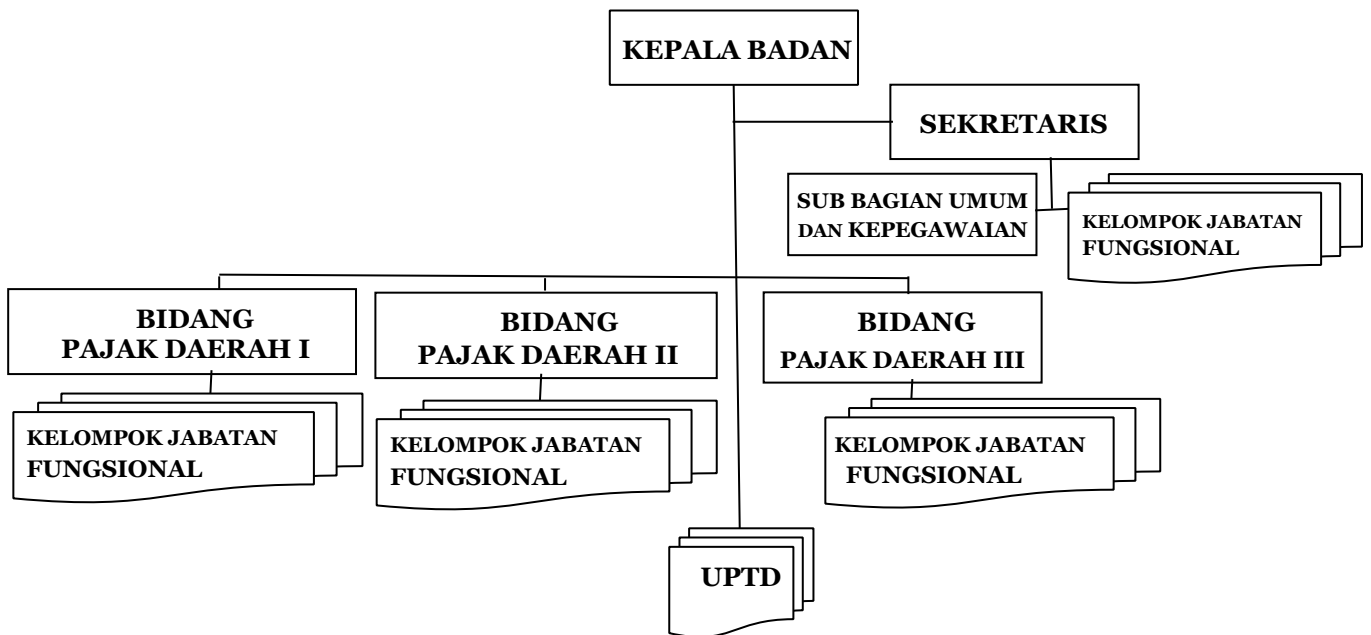 KEPALA BADAN
SEKRETARIS
SUB BAGIAN UMUM
DAN KEPEGAWAIAN
KELOMPOK JABATAN
FUNGSIONAL
BIDANG
PAJAK DAERAH I
BIDANG
PAJAK DAERAH II
BIDANG
PAJAK DAERAH III
KELOMPOK JABATAN
FUNGSIONAL
KELOMPOK JABATAN
FUNGSIONAL
KELOMPOK JABATAN
FUNGSIONAL
UPTD